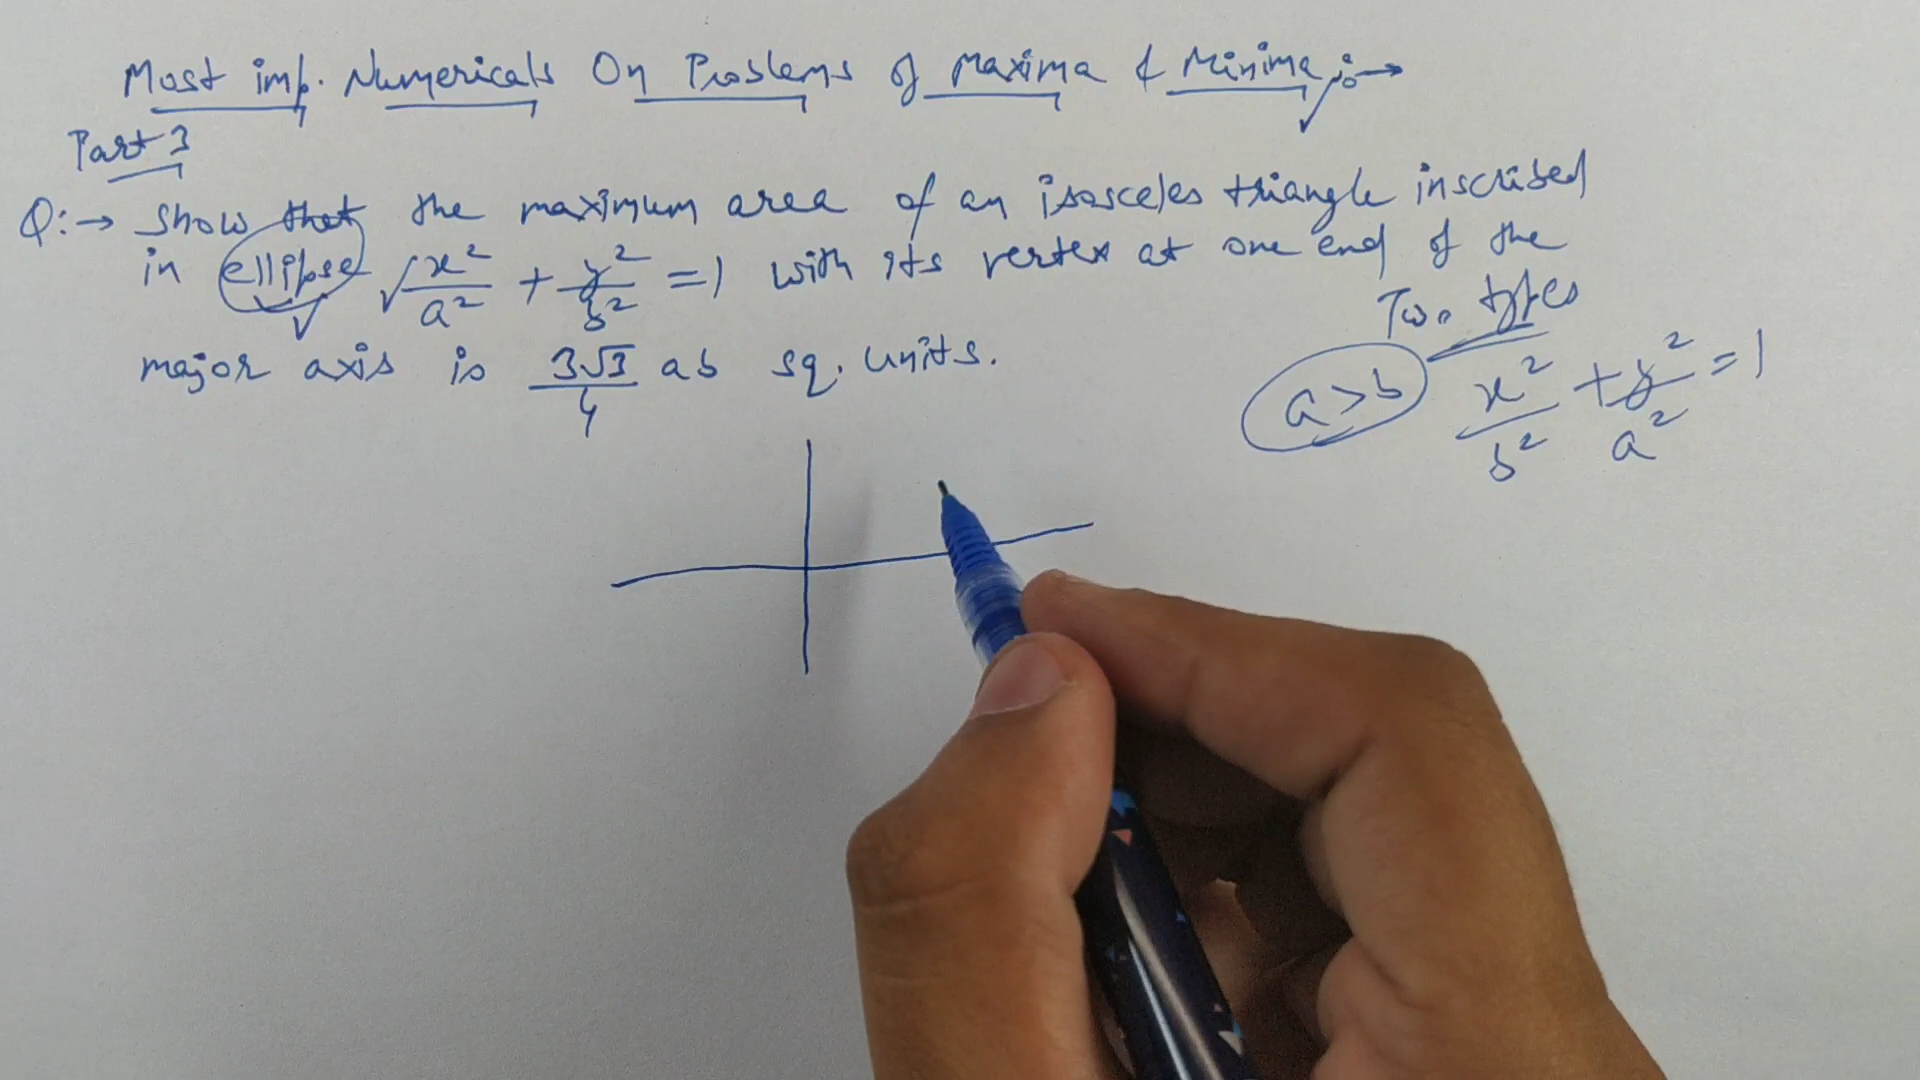 Most imp. Numericals On Problems of Maxima & Minima :→
Part 3
Q:→ Show that the maximum area of an isosceles triangle inscribed
in ellipse √ x²/a² + y²/b² = 1 with its vertex at one end of the
major axis is 3√3/4 ab sq. units.
Two types
a>b x²/b² + y²/a² = 1